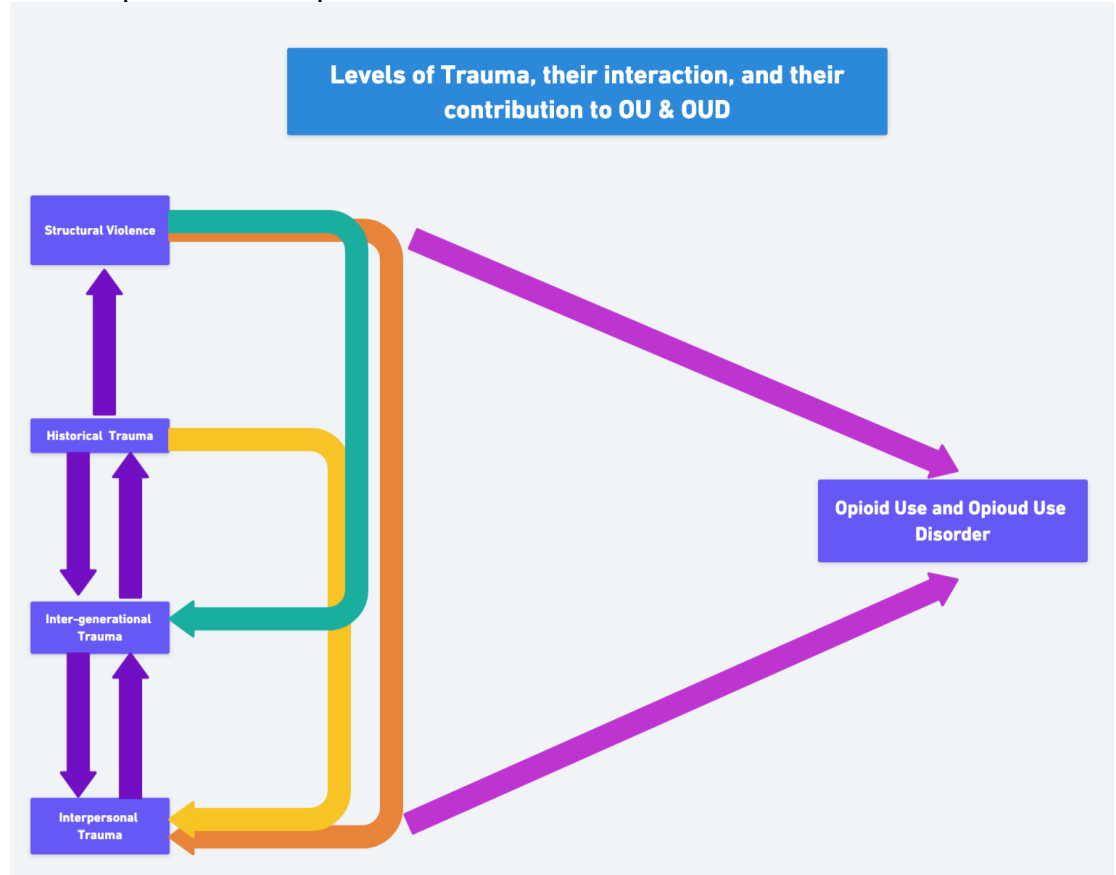 Levels of Trauma, their interaction, and their
contribution to OU & OUD
Structural Violence
Historical Trauma
Opioid Use and Opioud Use
Disorder
Inter-generational
Trauma
Interpersonal
Trauma